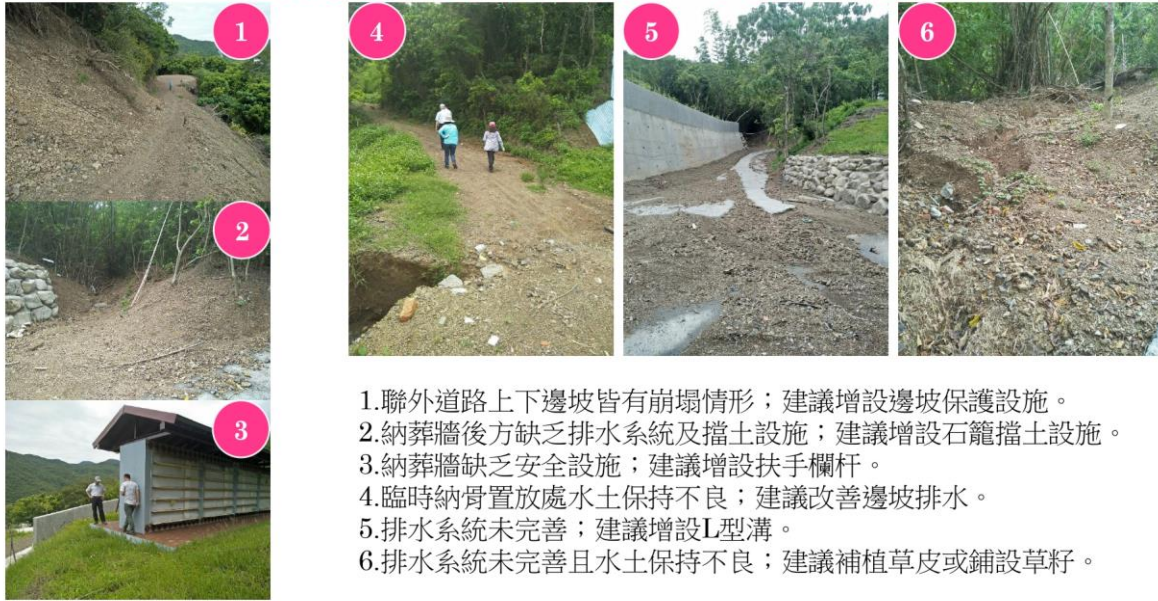 1
2
3
4
5
6
1.聯外道路上下邊坡皆有崩塌情形；建議增設邊坡保護設施。
2.納葬牆後方缺乏排水系統及擋土設施；建議增設石籠擋土設施。
3.納葬牆缺乏安全設施；建議增設扶手欄杆。
4.臨時納骨置放處水土保持不良；建議改善邊坡排水。
5.排水系統未完善；建議增設L型溝。
6.排水系統未完善且水土保持不良；建議補植草皮或鋪設草籽。